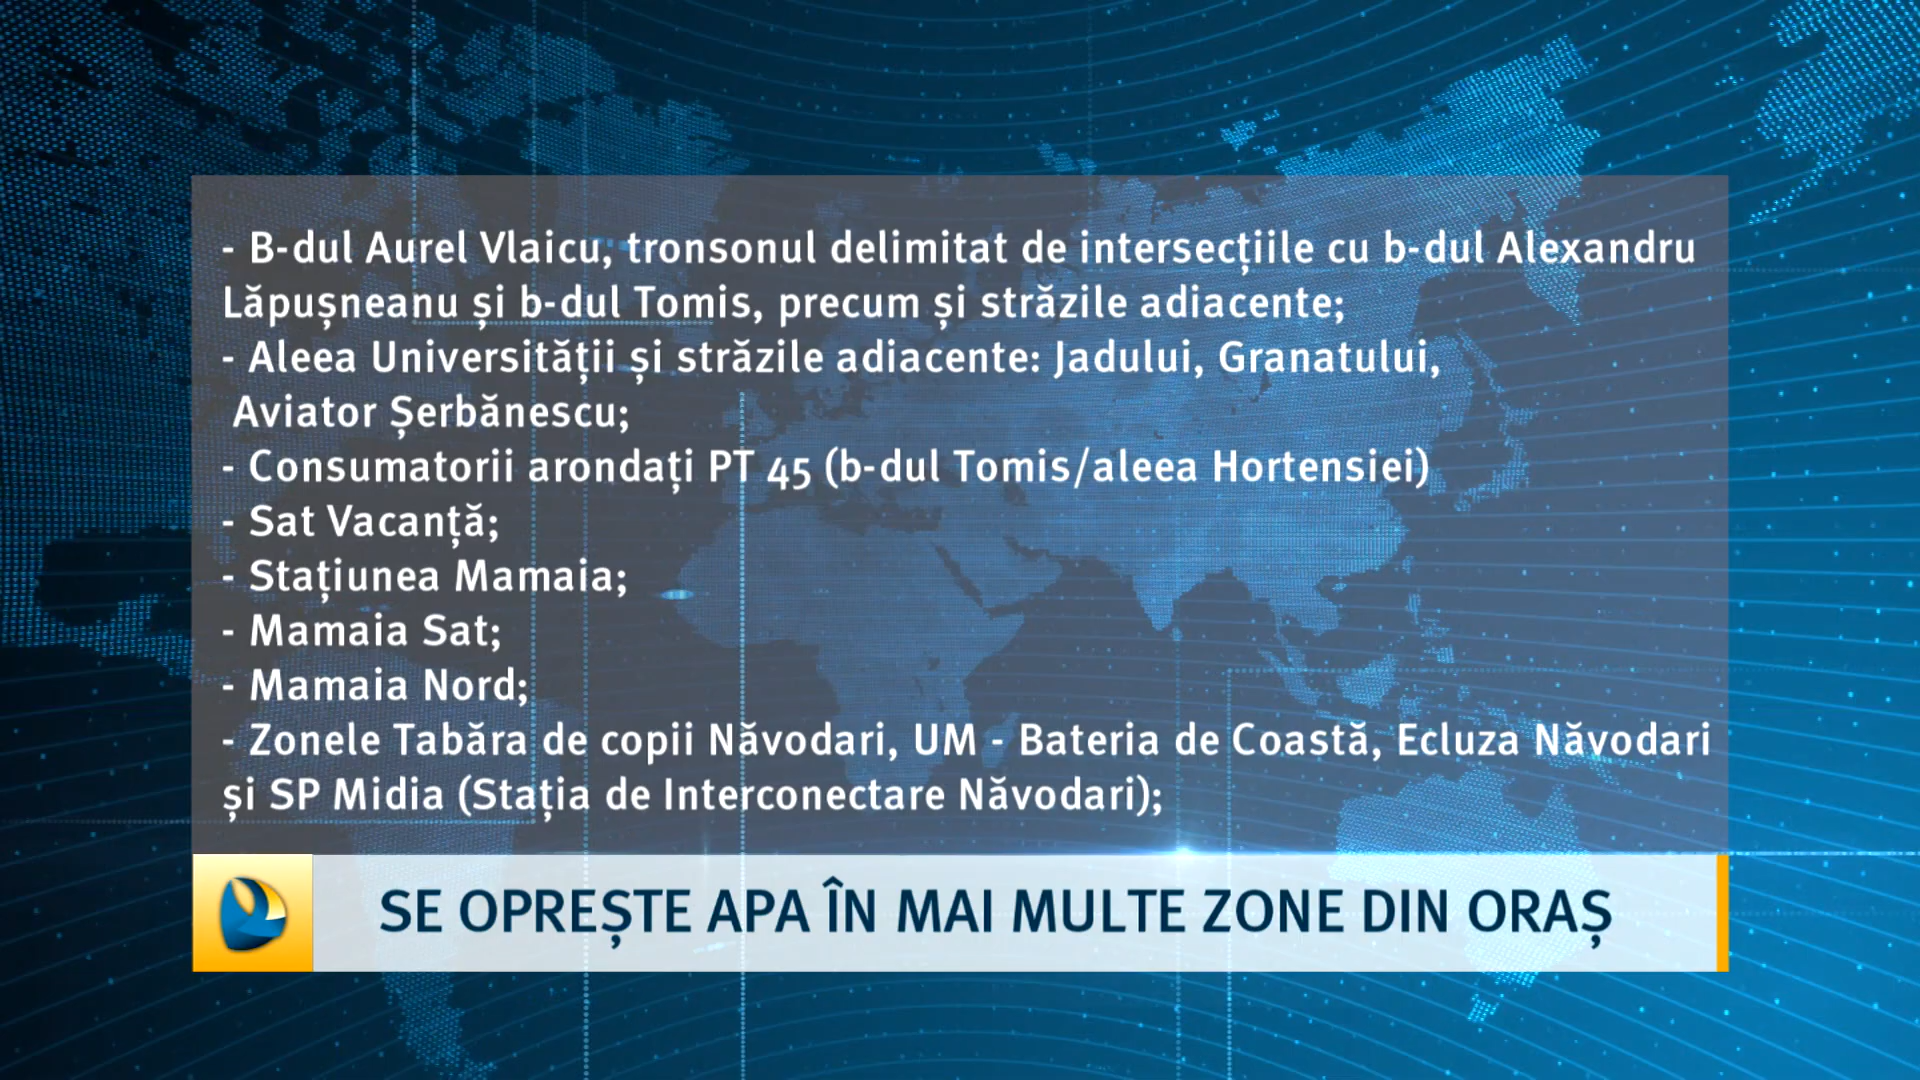 - B-dul Aurel Vlaicu, tronsonul delimitat de intersecțiile cu b-dul Alexandru
Lăpușneanu și b-dul Tomis, precum și străzile adiacente;
- Aleea Universității și străzile adiacente: Jadului, Granatului,
Aviator Șerbănescu;
- Consumatorii arondați PT 45 (b-dul Tomis/aleea Hortensiei)
- Sat Vacanță;
- Stațiunea Mamaia;
- Mamaia Sat;
- Mamaia Nord;
- Zonele Tabăra de copii Năvodari, UM - Bateria de Coastă, Ecluza Năvodari
și SP Midia (Stația de Interconectare Năvodari);
SE OPREȘTE APA ÎN MAI MULTE ZONE DIN ORAȘ